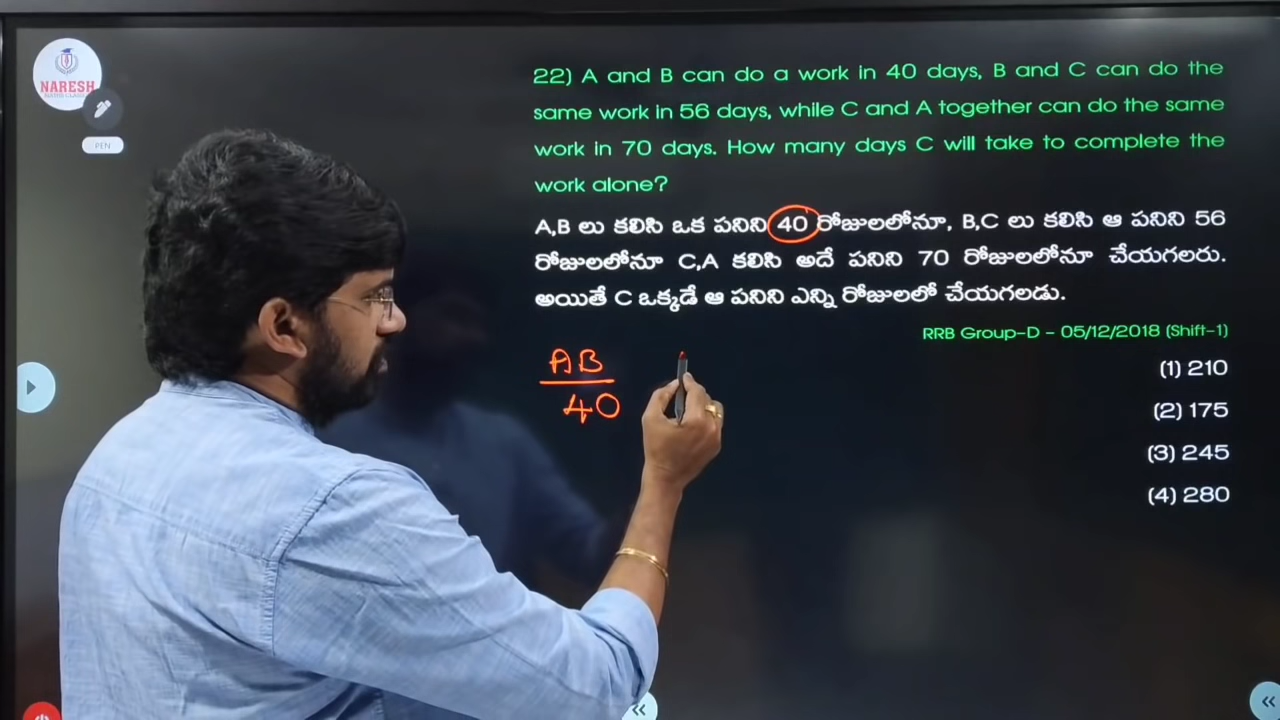 NARESH
PEN
22) A and B can do a work in 40 days, B and C can do the
same work in 56 days, while C and A together can do the same
work in 70 days. How many days C will take to complete the
work alone?
A,B లు కలిసి ఒక పనిని 40 రోజులలోనూ, B,C లు కలిసి ఆ పనిని 56
రోజులలోనూ C,A కలిసి అదే పనిని 70 రోజులలోనూ చేయగలరు.
అయితే C ఒక్కడే ఆ పనిని ఎన్ని రోజులలో చేయగలడు.
RRB Group-D - 05/12/2018 (Shift-1)
(1) 210
(2) 175
(3) 245
(4) 280
AB
40